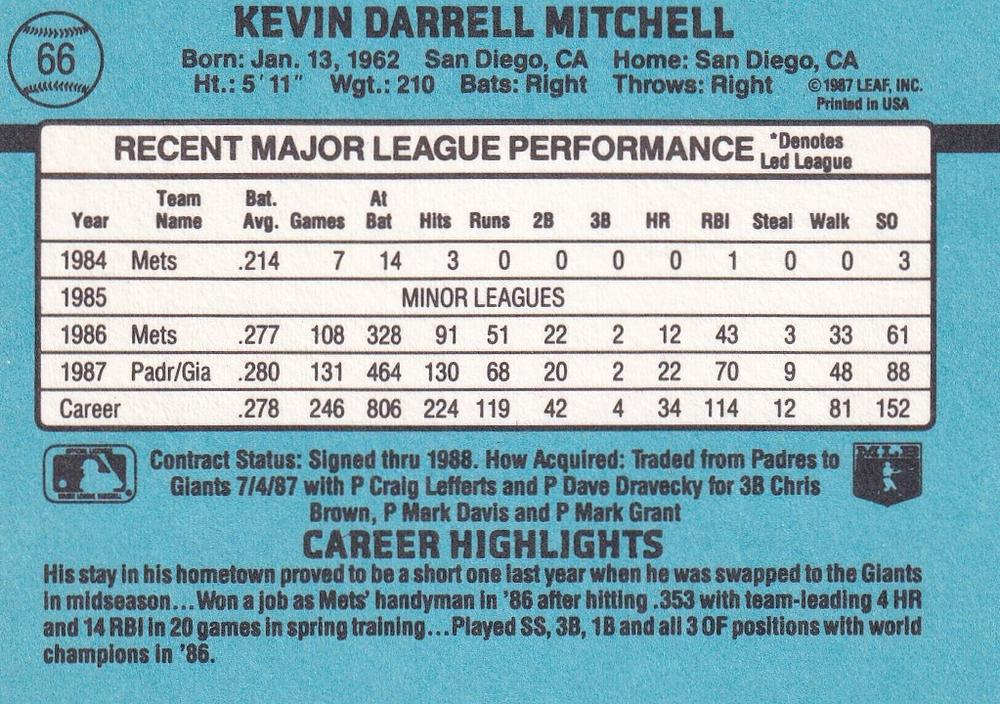 66
KEVIN DARRELL MITCHELL
Born: Jan. 13, 1962 San Diego, CA Home: San Diego, CA
Ht.: 5' 11" Wgt.: 210 Bats: Right Throws: Right
©1987 LEAF, INC.
Printed in USA
RECENT MAJOR LEAGUE PERFORMANCE *Denotes Led League
Year Team Name Bat. Avg. Games At Bat Hits Runs 2B 3B HR RBI Steal Walk SO
1984 Mets .214 7 14 3 0 0 0 0 1 0 0 3
1985 MINOR LEAGUES
1986 Mets .277 108 328 91 51 22 2 12 43 3 33 61
1987 Padr/Gia .280 131 464 130 68 20 2 22 70 9 48 88
Career .278 246 806 224 119 42 4 34 114 12 81 152
MLB
Contract Status: Signed thru 1988. How Acquired: Traded from Padres to
Giants 7/4/87 with P Craig Lefferts and P Dave Dravecky for 3B Chris
Brown, P Mark Davis and P Mark Grant
CAREER HIGHLIGHTS
His stay in his hometown proved to be a short one last year when he was swapped to the Giants
in midseason...Won a job as Mets' handyman in '86 after hitting .353 with team-leading 4 HR
and 14 RBI in 20 games in spring training...Played SS, 3B, 1B and all 3 OF positions with world
champions in '86.